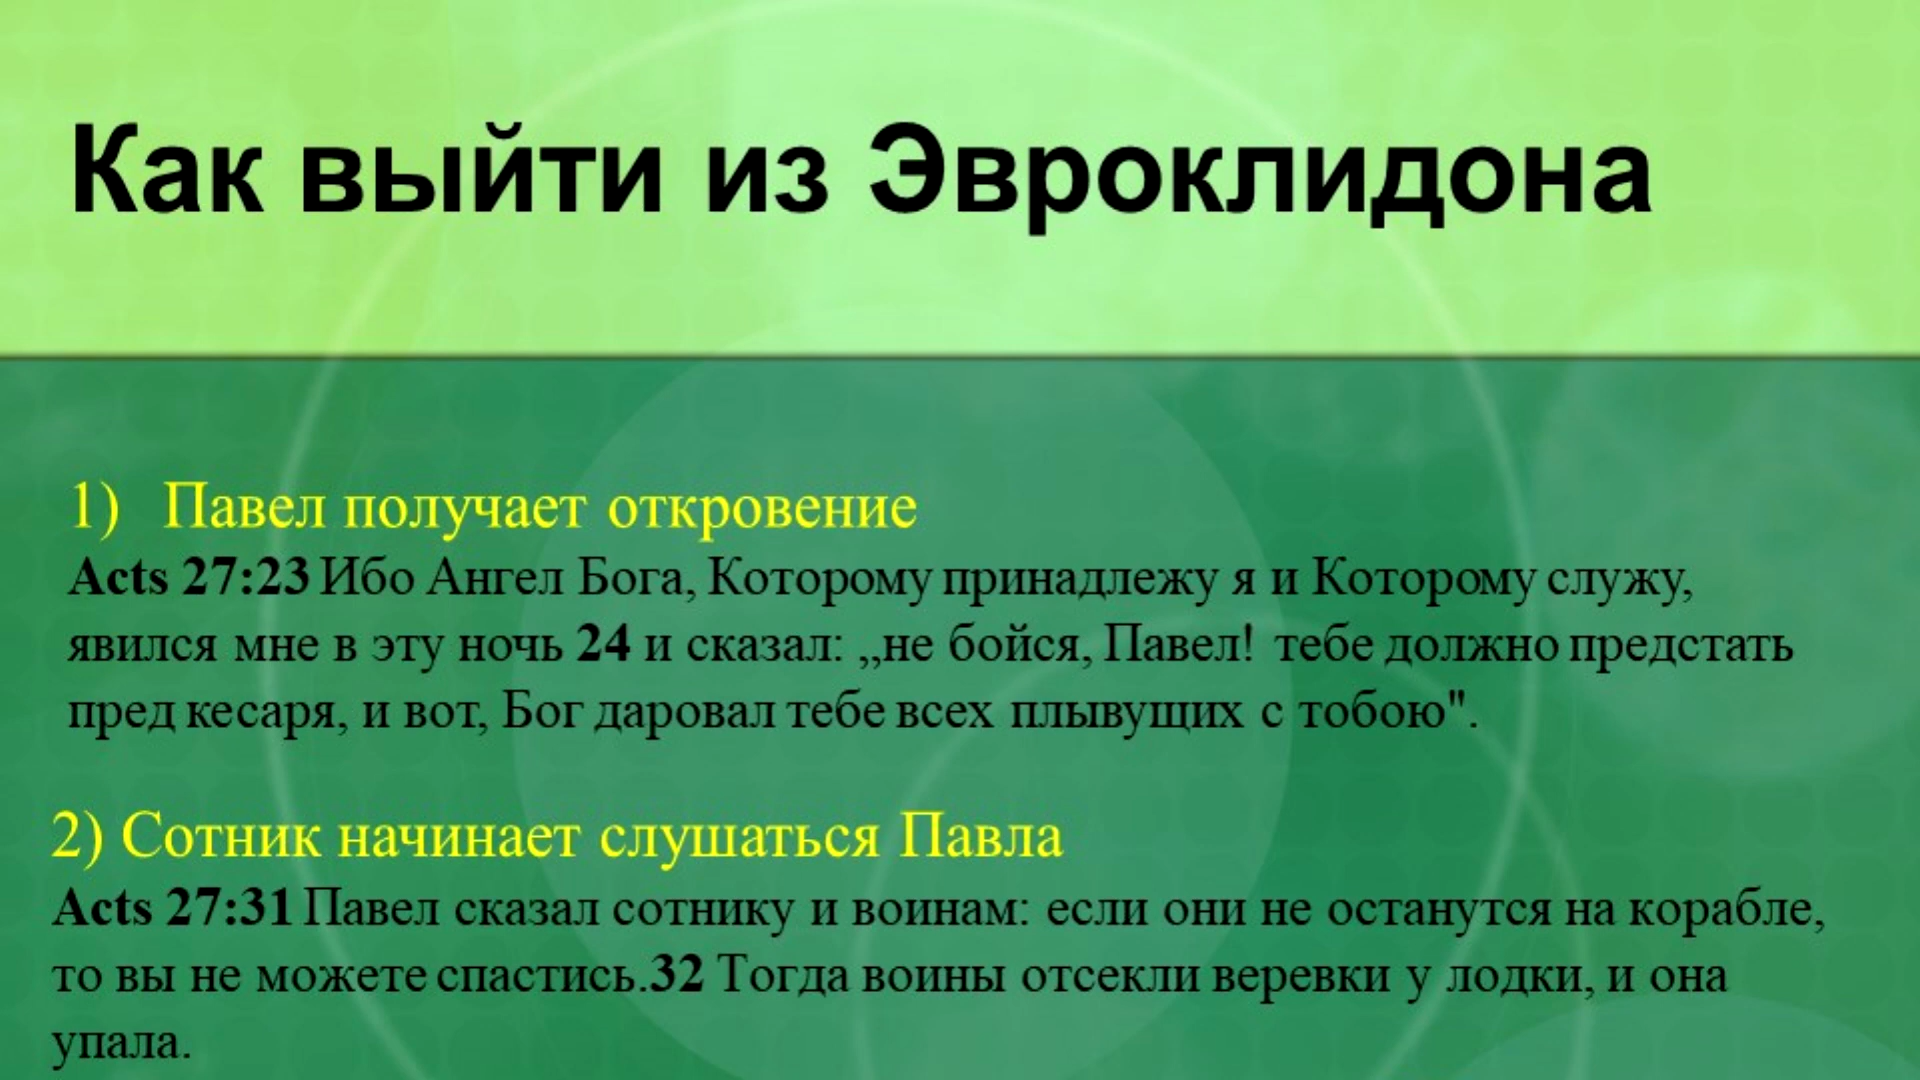 Как выйти из Эвроклидона
1) Павел получает откровение
Acts 27:23 Ибо Ангел Бога, Которому принадлежу я и Которому служу,
явился мне в эту ночь 24 и сказал: „не бойся, Павел! тебе должно предстать
пред кесаря, и вот, Бог даровал тебе всех плывущих с тобою".
2) Сотник начинает слушаться Павла
Acts 27:31 Павел сказал сотнику и воинам: если они не останутся на корабле,
то вы не можете спастись.32 Тогда воины отсекли веревки у лодки, и она
упала.